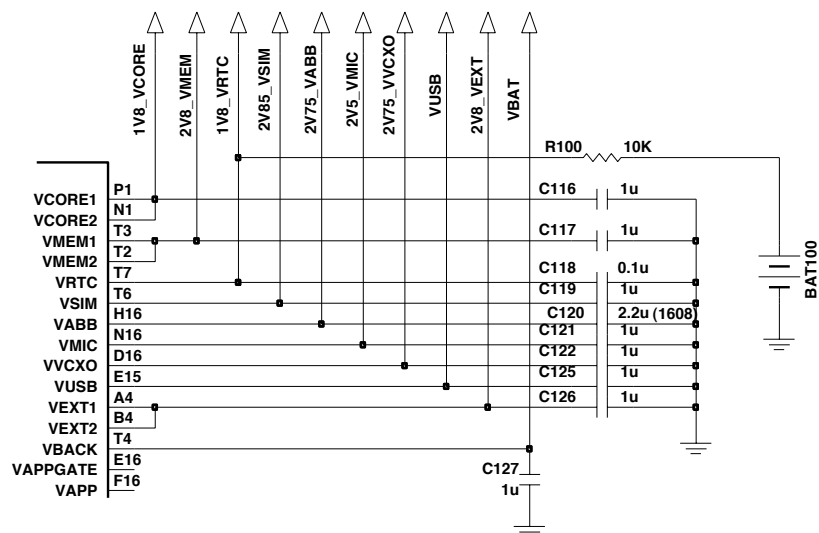 1V8_VCORE
2V8_VMEM
1V8_VRTC
2V85_VSIM
2V75_VABB
2V5_VMIC
2V75_VVCXO
VUSB
2V8_VEXT
VBAT
R100 10K
P1
VCORE1 C116 1u
N1
VCORE2
T3
VMEM1 C117 1u
T2
VMEM2
T7
VRTC C118 0.1u
T6
VSIM C119 1u
H16
VABB C120 2.2u (1608)
N16
VMIC C121 1u
D16
VVCXO C122 1u
E15
VUSB C125 1u
A4
VEXT1 C126 1u
B4
VEXT2
T4
VBACK
E16
VAPPGATE
F16
VAPP
C127
1u
BAT100